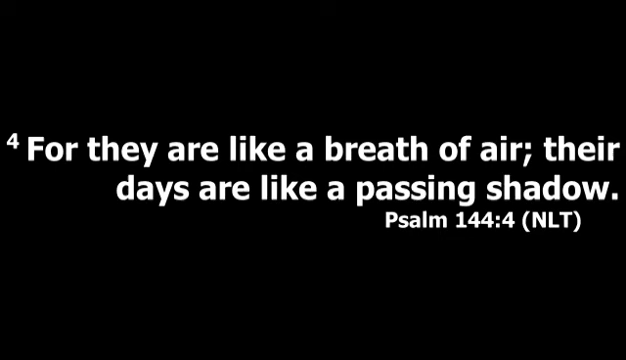 4 For they are like a breath of air; their
days are like a passing shadow.
Psalm 144:4 (NLT)